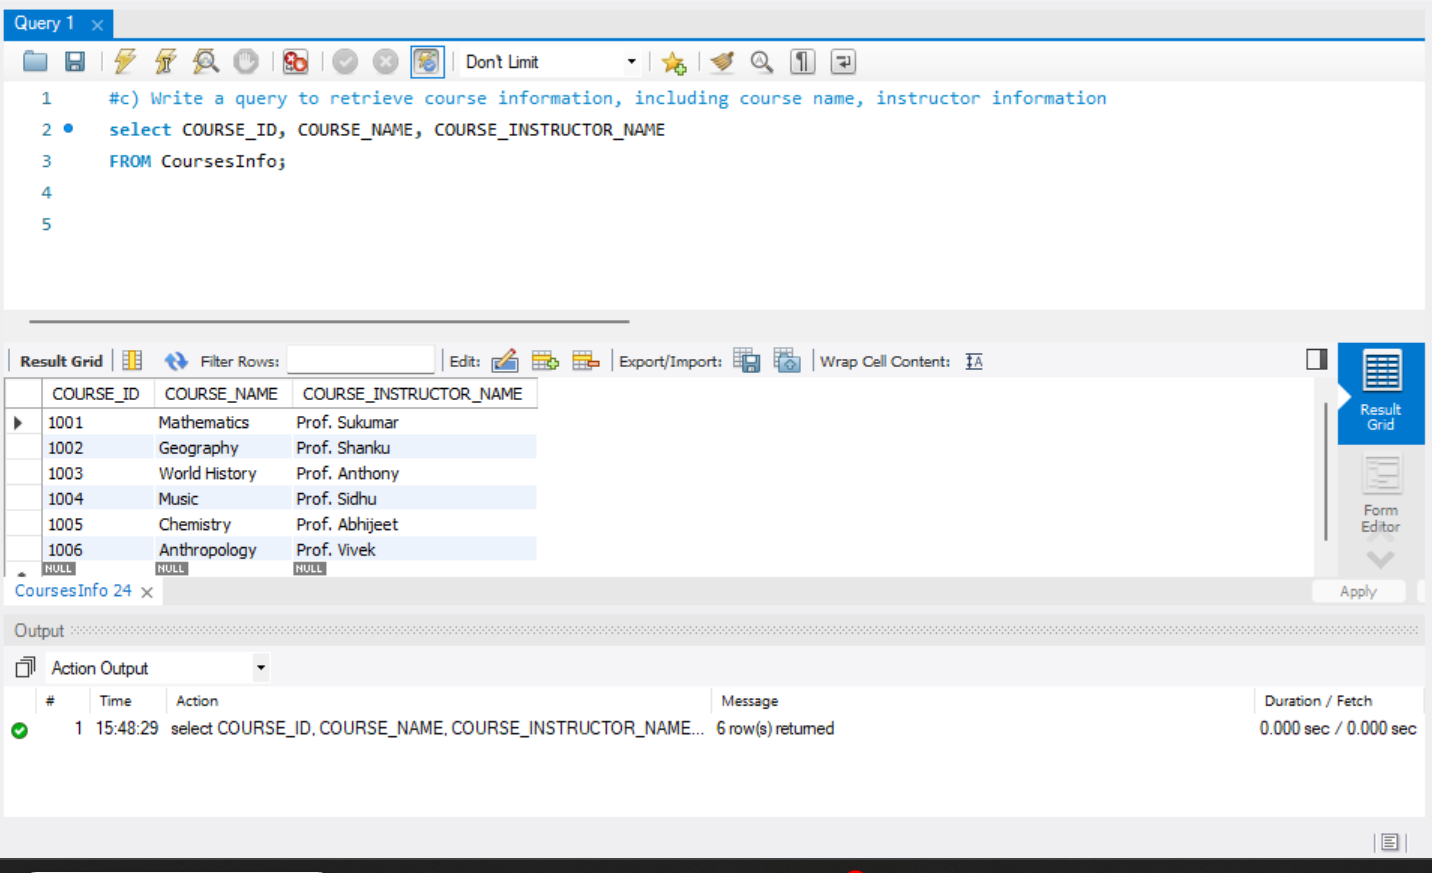 Query 1
Don't Limit
1 #c) Write a query to retrieve course information, including course name, instructor information
2 select COURSE_ID, COURSE_NAME, COURSE_INSTRUCTOR_NAME
3 FROM CoursesInfo;
4
5
Result Grid Filter Rows: Edit: Export/Import: Wrap Cell Content:
COURSE_ID COURSE_NAME COURSE_INSTRUCTOR_NAME
1001 Mathematics Prof. Sukumar
1002 Geography Prof. Shanku
1003 World History Prof. Anthony
1004 Music Prof. Sidhu
1005 Chemistry Prof. Abhijeet
1006 Anthropology Prof. Vivek
NULL NULL NULL
Result
Grid
Form
Editor
CoursesInfo 24
Apply
Output
Action Output
# Time Action Message Duration / Fetch
1 15:48:29 select COURSE_ID, COURSE_NAME, COURSE_INSTRUCTOR_NAME... 6 row(s) returned 0.000 sec / 0.000 sec